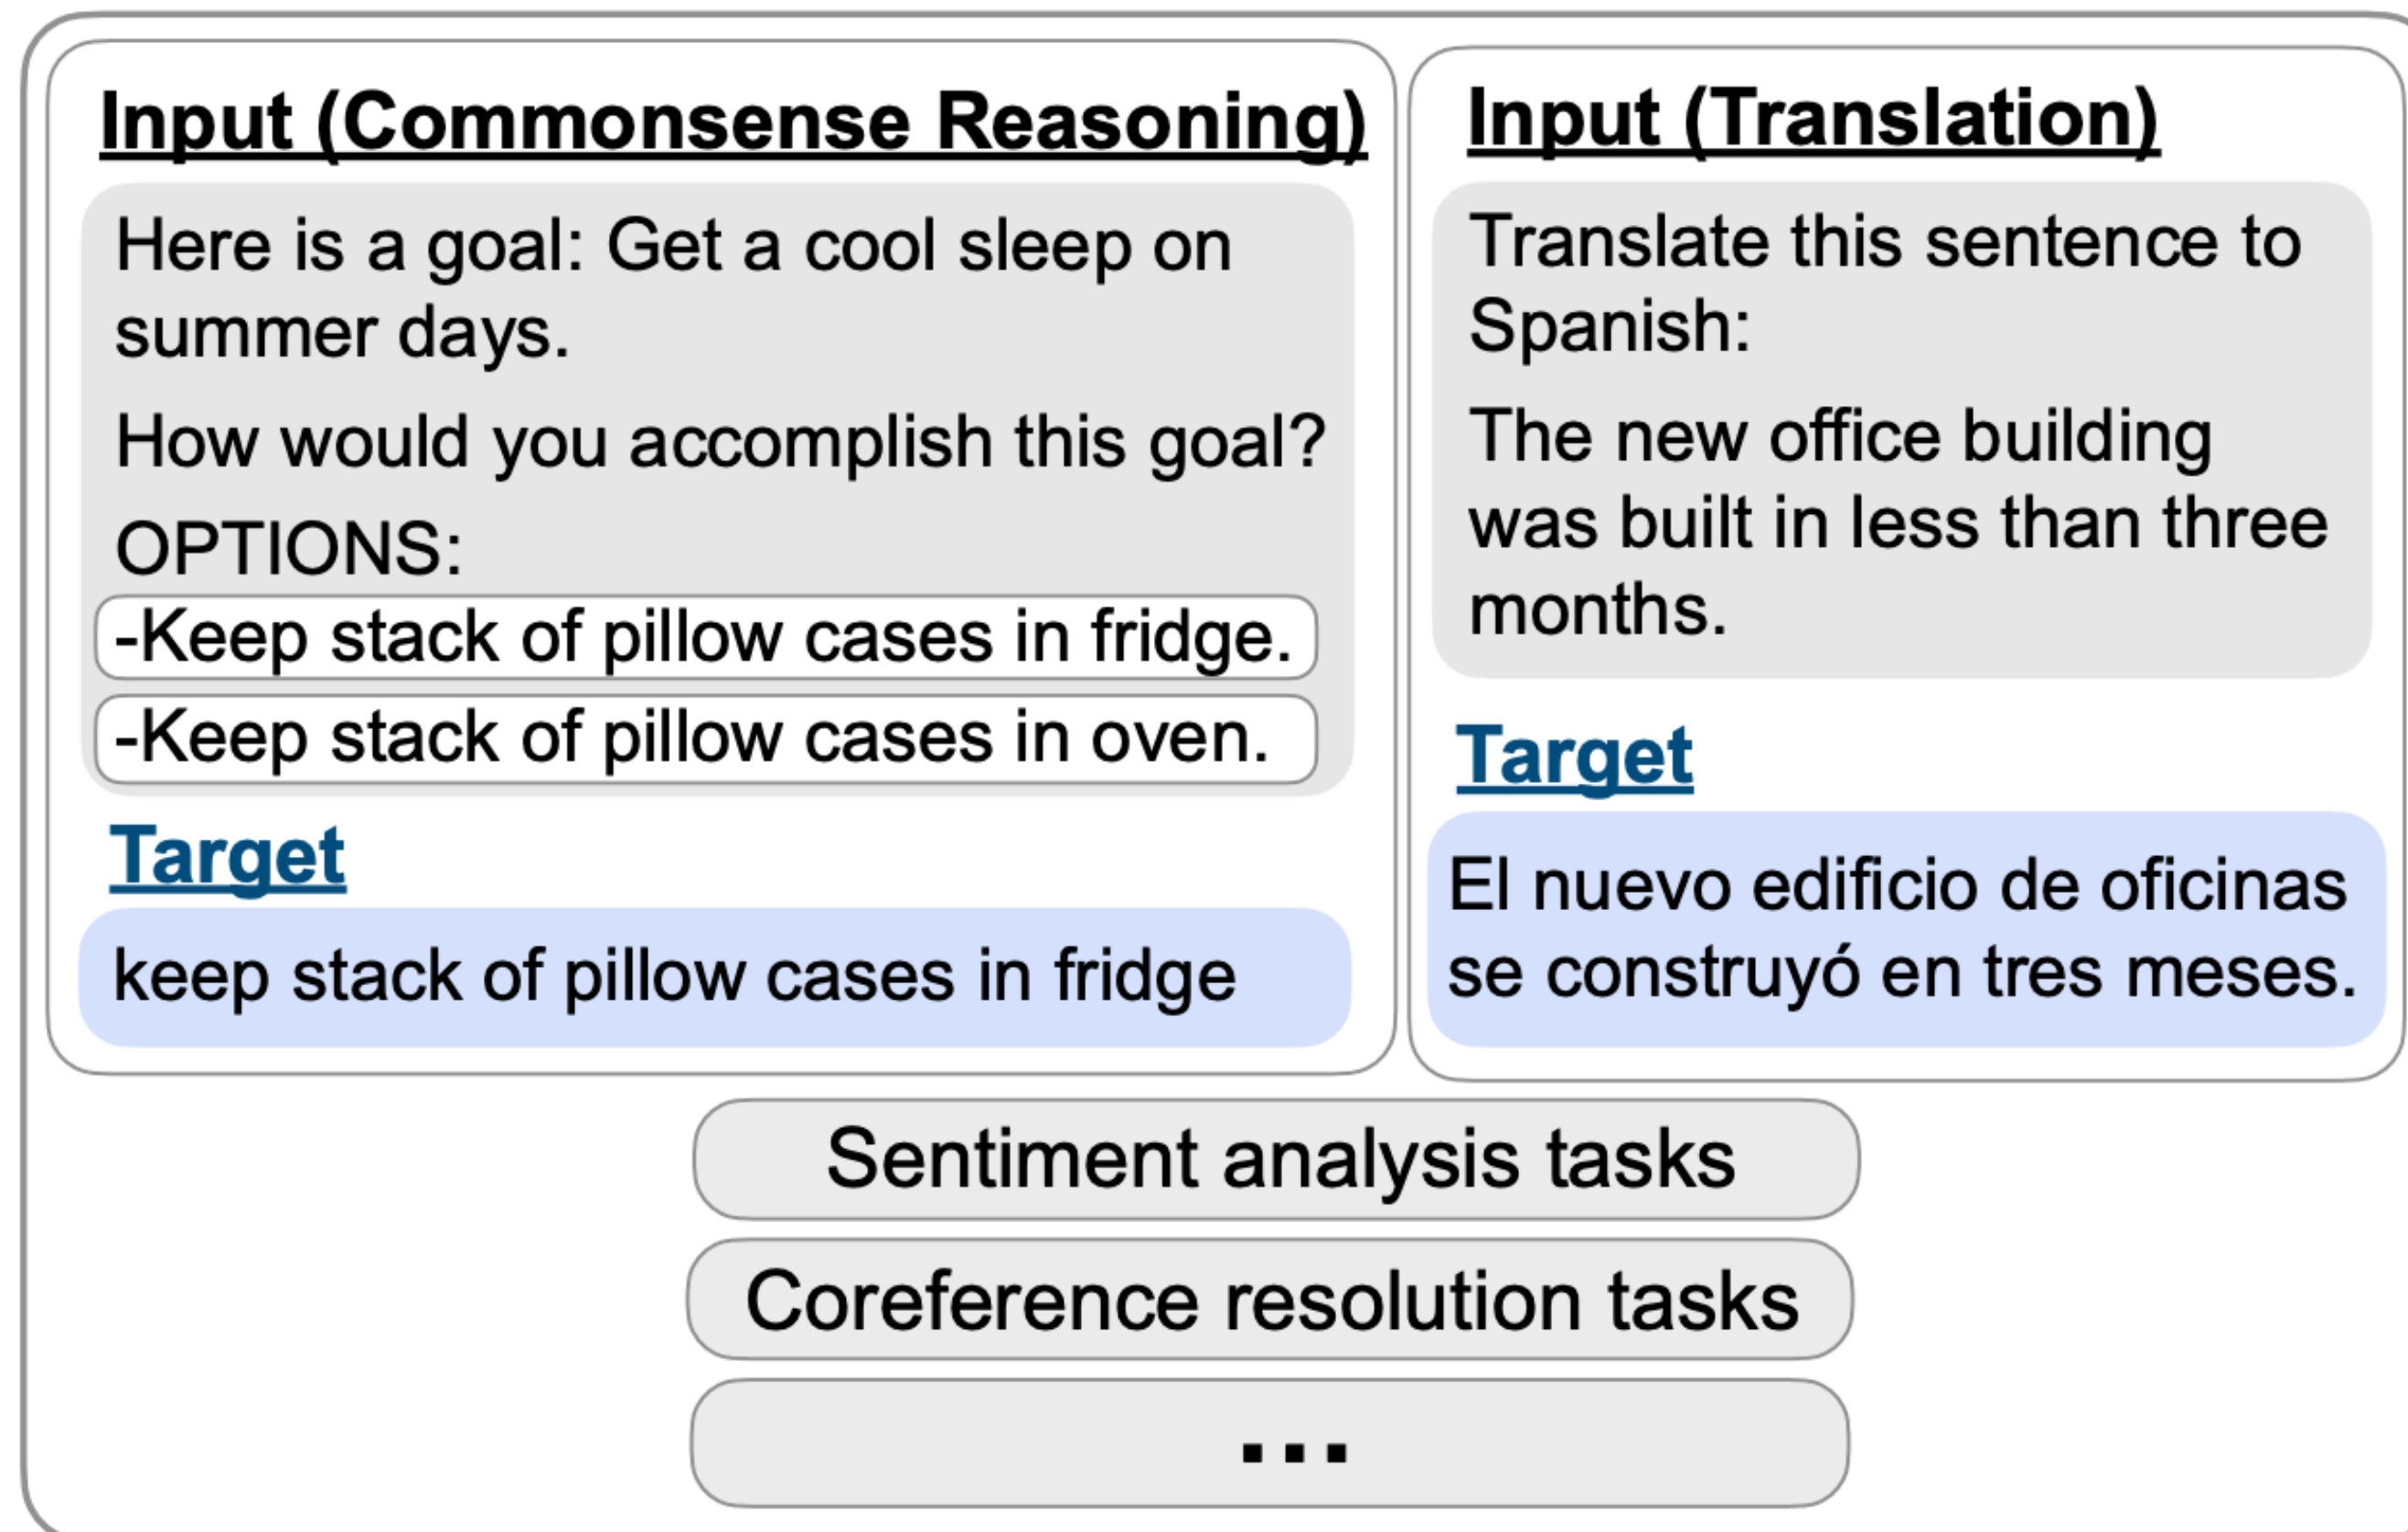 Input (Commonsense Reasoning)
Here is a goal: Get a cool sleep on
summer days.
How would you accomplish this goal?
OPTIONS:
-Keep stack of pillow cases in fridge.
-Keep stack of pillow cases in oven.
Target
keep stack of pillow cases in fridge
Input (Translation)
Translate this sentence to
Spanish:
The new office building
was built in less than three
months.
Target
El nuevo edificio de oficinas
se construyó en tres meses.
Sentiment analysis tasks
Coreference resolution tasks
...